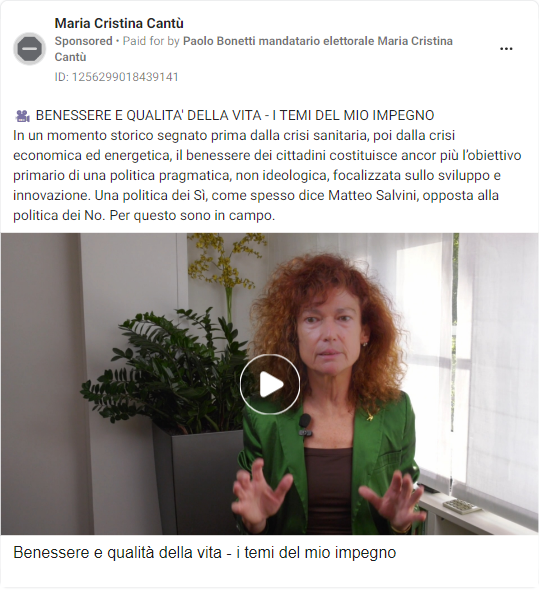 Maria Cristina Cantù
Sponsored • Paid for by Paolo Bonetti mandatario elettorale Maria Cristina
Cantù
ID: 1256299018439141
🎥 BENESSERE E QUALITA' DELLA VITA - I TEMI DEL MIO IMPEGNO
In un momento storico segnato prima dalla crisi sanitaria, poi dalla crisi
economica ed energetica, il benessere dei cittadini costituisce ancor più l'obiettivo
primario di una politica pragmatica, non ideologica, focalizzata sullo sviluppo e
innovazione. Una politica dei Sì, come spesso dice Matteo Salvini, opposta alla
politica dei No. Per questo sono in campo.
Benessere e qualità della vita - i temi del mio impegno